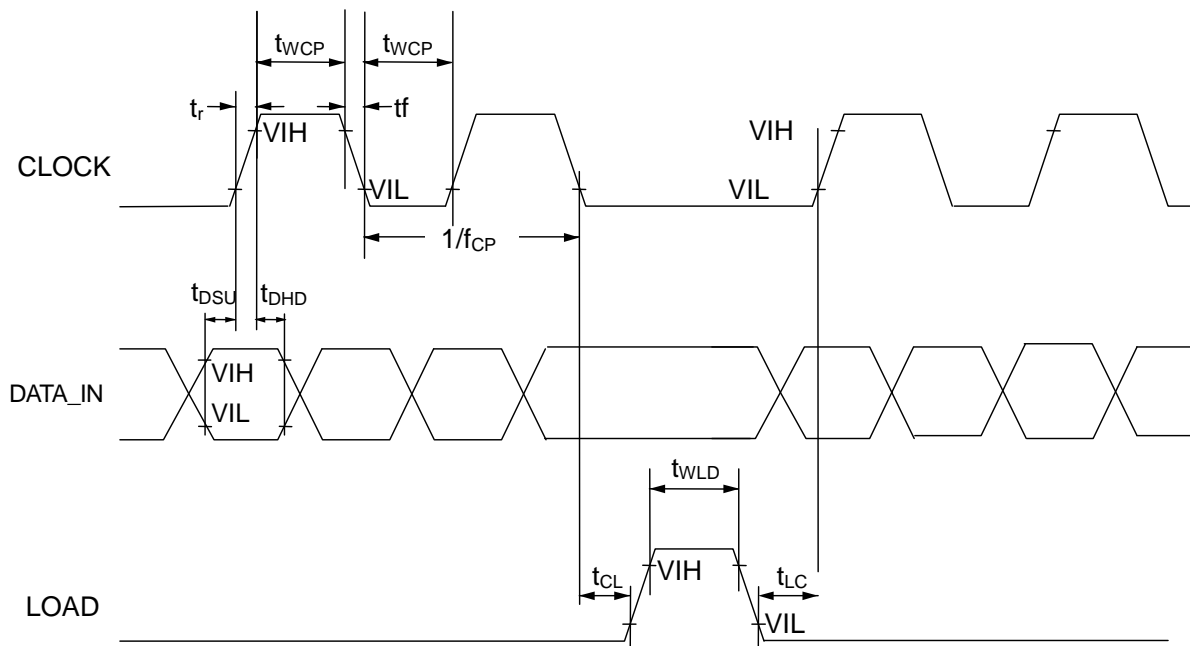 tWCP
tWCP
tr
tf
VIH
VIH
CLOCK
VIL
VIL
1/fCP
tDSU
tDHD
VIH
DATA_IN
VIL
tWLD
tCL
VIH
tLC
LOAD
VIL